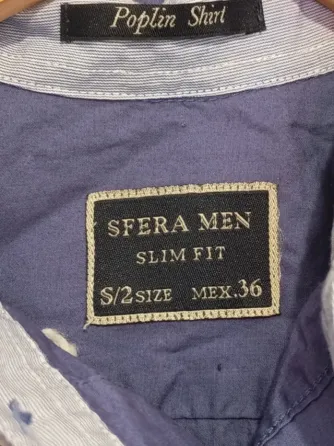 Poplin Shirt
SFERA MEN
SLIM FIT
S/2 SIZE MEX.36